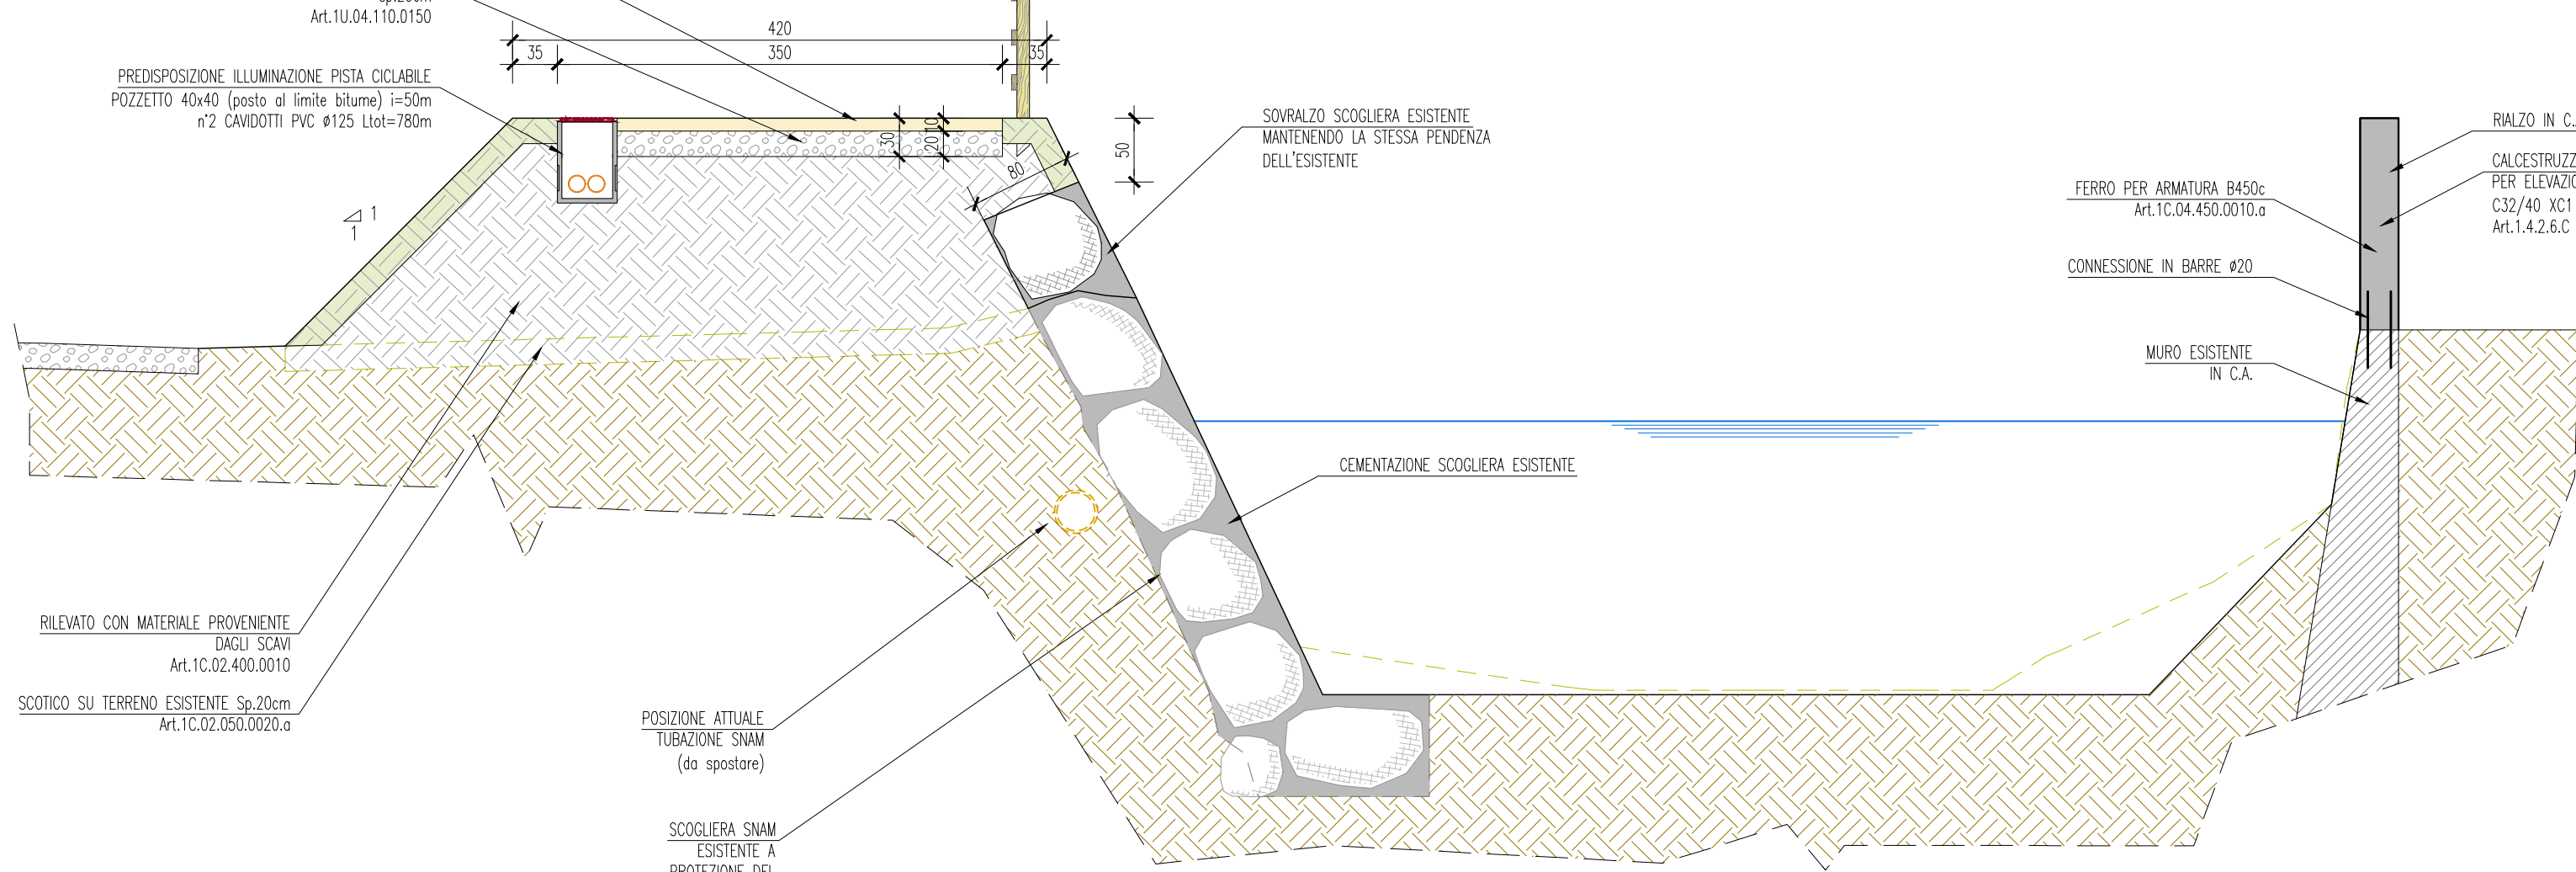 Art.1U.04.110.0150
420
35
350
35
PREDISPOSIZIONE ILLUMINAZIONE PISTA CICLABILE
POZZETTO 40x40 (posto al limite bitume) i=50m
n°2 CAVIDOTTI PVC ø125 Ltot=780m
30
10
20
80
50
1
1
SOVRALZO SCOGLIERA ESISTENTE
MANTENENDO LA STESSA PENDENZA
DELL'ESISTENTE
RIALZO IN C.
CALCESTRUZZ
PER ELEVAZIO
C32/40 XC1
Art.1.4.2.6.C
FERRO PER ARMATURA B450c
Art.1C.04.450.0010.a
CONNESSIONE IN BARRE ø20
MURO ESISTENTE
IN C.A.
CEMENTAZIONE SCOGLIERA ESISTENTE
RILEVATO CON MATERIALE PROVENIENTE
DAGLI SCAVI
Art.1C.02.400.0010
SCOTICO SU TERRENO ESISTENTE Sp.20cm
Art.1C.02.050.0020.a
POSIZIONE ATTUALE
TUBAZIONE SNAM
(da spostare)
SCOGLIERA SNAM
ESISTENTE A
PROTEZIONE DEL